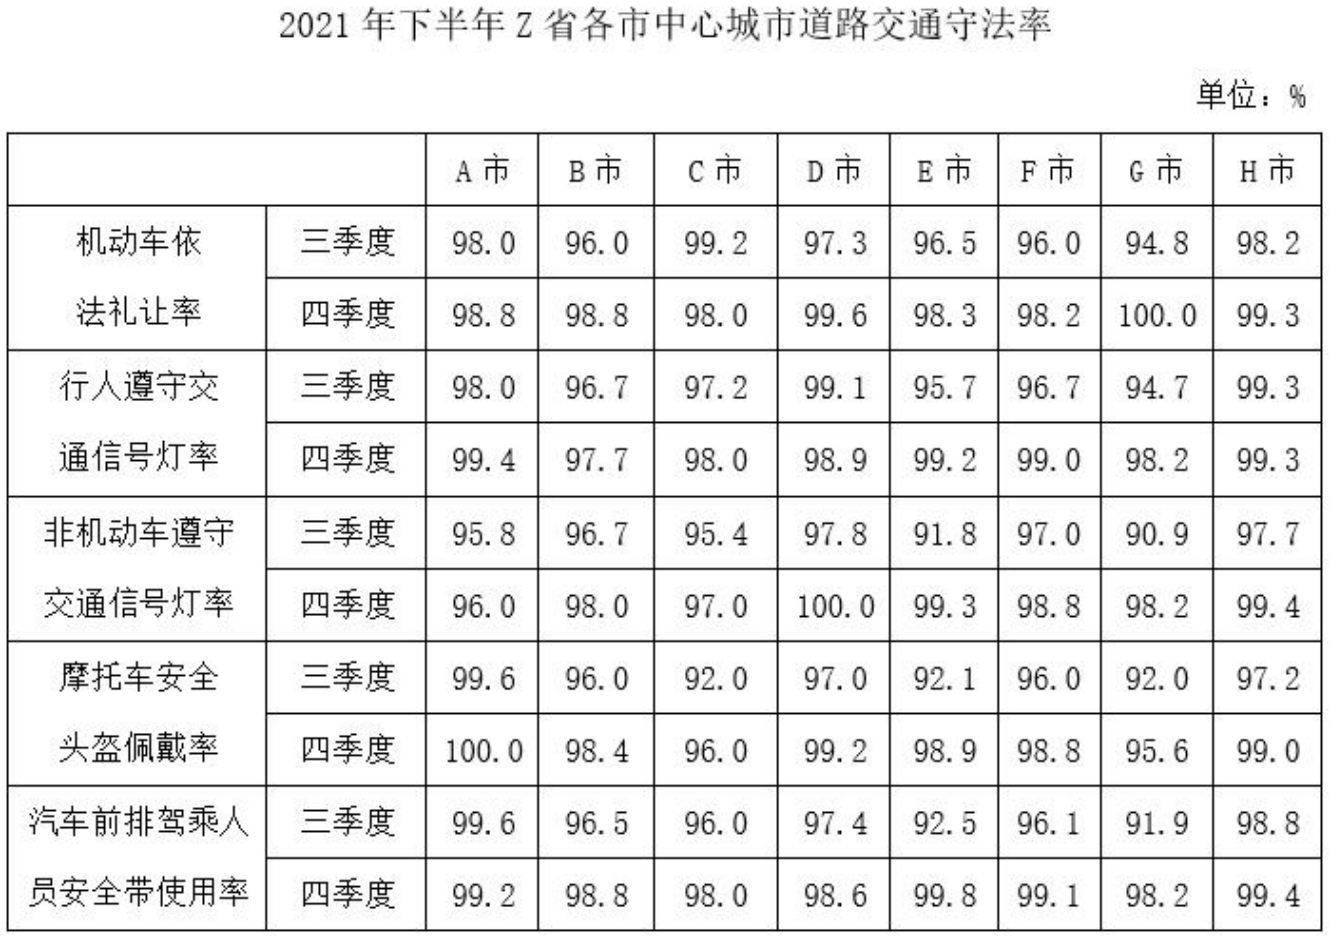 2021 年下半年 Z 省各市中心城市道路交通守法率
单位：%
A 市 B 市 C 市 D 市 E 市 F 市 G 市 H 市
机动车依 三季度 98.0 96.0 99.2 97.3 96.5 96.0 94.8 98.2
法礼让率 四季度 98.8 98.8 98.0 99.6 98.3 98.2 100.0 99.3
行人遵守交 三季度 98.0 96.7 97.2 99.1 95.7 96.7 94.7 99.3
通信号灯率 四季度 99.4 97.7 98.0 98.9 99.2 99.0 98.2 99.3
非机动车遵守 三季度 95.8 96.7 95.4 97.8 91.8 97.0 90.9 97.7
交通信号灯率 四季度 96.0 98.0 97.0 100.0 99.3 98.8 98.2 99.4
摩托车安全 三季度 99.6 96.0 92.0 97.0 92.1 96.0 92.0 97.2
头盔佩戴率 四季度 100.0 98.4 96.0 99.2 98.9 98.8 95.6 99.0
汽车前排驾乘人 三季度 99.6 96.5 96.0 97.4 92.5 96.1 91.9 98.8
员安全带使用率 四季度 99.2 98.8 98.0 98.6 99.8 99.1 98.2 99.4